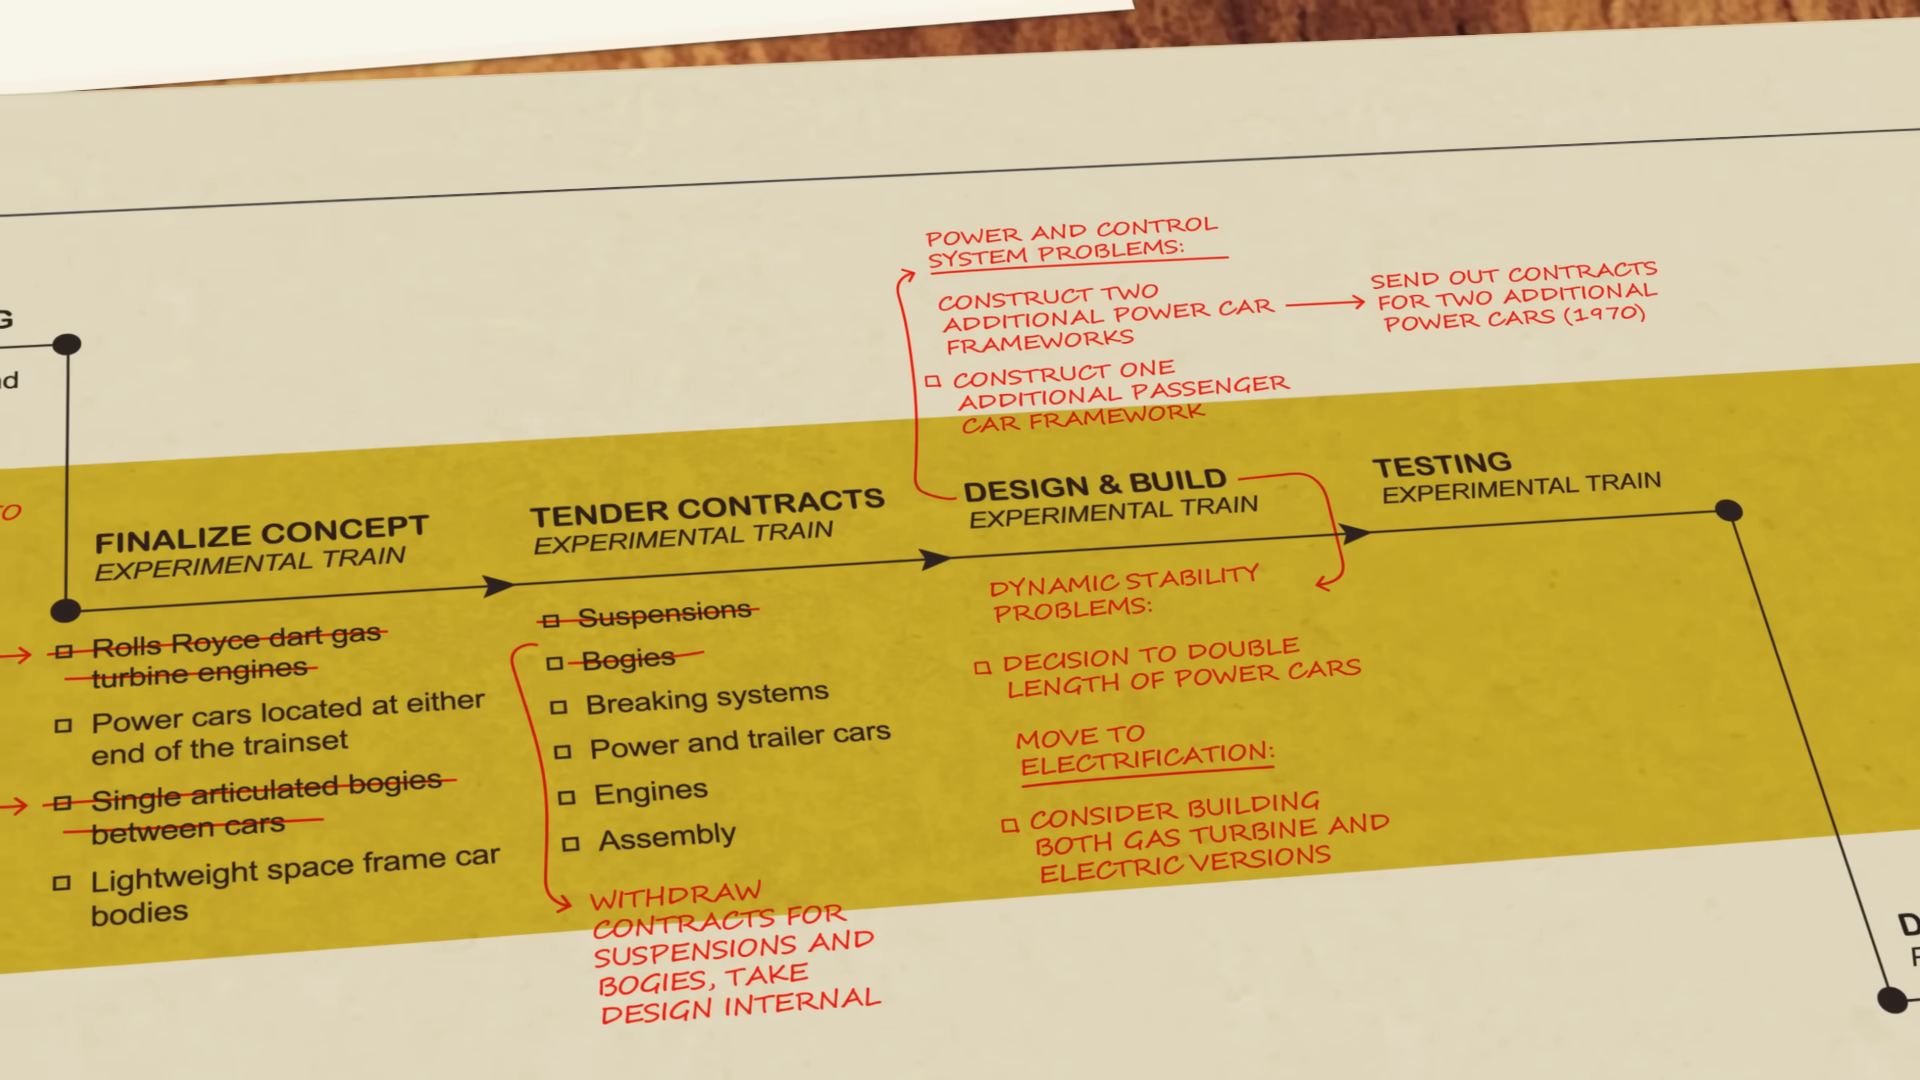 G
nd
TO
FINALIZE CONCEPT
EXPERIMENTAL TRAIN
Rolls Royce dart gas
turbine engines
Power cars located at either
end of the trainset
Single articulated bogies
between cars
Lightweight space frame car
bodies
TENDER CONTRACTS
EXPERIMENTAL TRAIN
Suspensions
Bogies
Breaking systems
Power and trailer cars
Engines
Assembly
WITHDRAW
CONTRACTS FOR
SUSPENSIONS AND
BOGIES, TAKE
DESIGN INTERNAL
POWER AND CONTROL
SYSTEM PROBLEMS:
CONSTRUCT TWO
ADDITIONAL POWER CAR
FRAMEWORKS
SEND OUT CONTRACTS
FOR TWO ADDITIONAL
POWER CARS (1970)
CONSTRUCT ONE
ADDITIONAL PASSENGER
CAR FRAMEWORK
DESIGN & BUILD
EXPERIMENTAL TRAIN
DYNAMIC STABILITY
PROBLEMS:
DECISION TO DOUBLE
LENGTH OF POWER CARS
MOVE TO
ELECTRIFICATION:
CONSIDER BUILDING
BOTH GAS TURBINE AND
ELECTRIC VERSIONS
TESTING
EXPERIMENTAL TRAIN
D